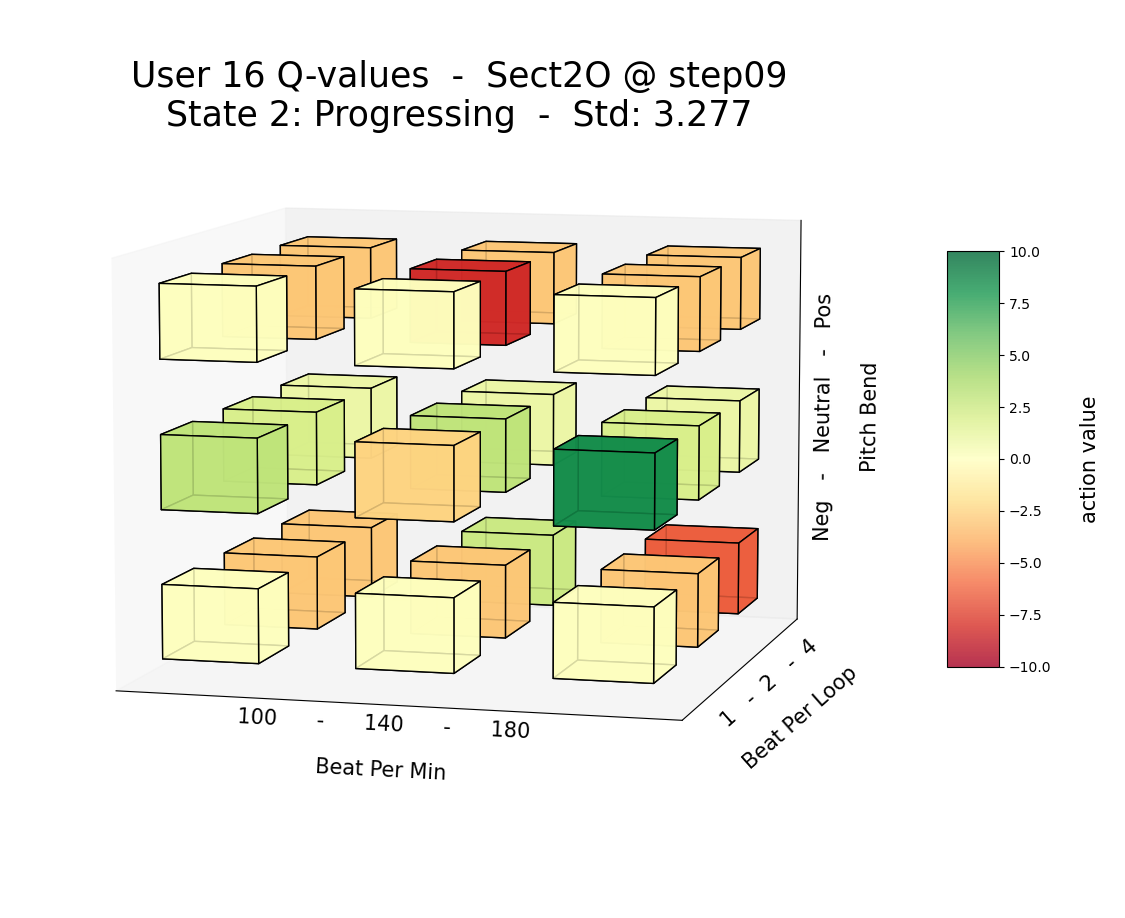 User 16 Q-values  -  Sect2O @ step09
State 2: Progressing  -  Std: 3.277
Neg   -   Neutral   -   Pos
Pitch Bend
100      -      140      -      180
Beat Per Min
1  -  2  -  4
Beat Per Loop
10.0
7.5
5.0
2.5
0.0
−2.5
−5.0
−7.5
−10.0
action value